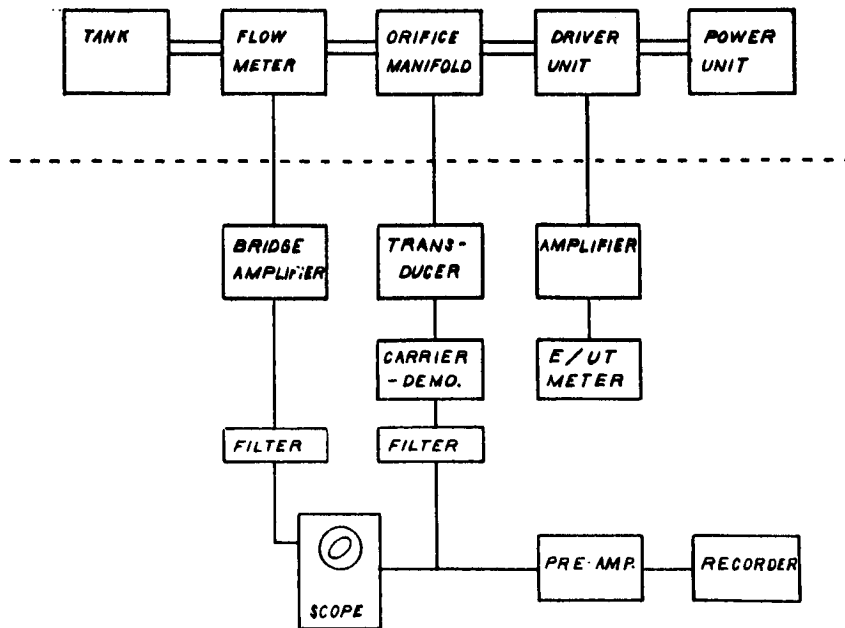 TANK
FLOW
METER
ORIFICE
MANIFOLD
DRIVER
UNIT
POWER
UNIT
BRIDGE
AMPLIFIER
TRANS-
DUCER
AMPLIFIER
CARRIER
-DEMO.
E/UT
METER
FILTER
FILTER
SCOPE
PRE-AMP.
RECORDER